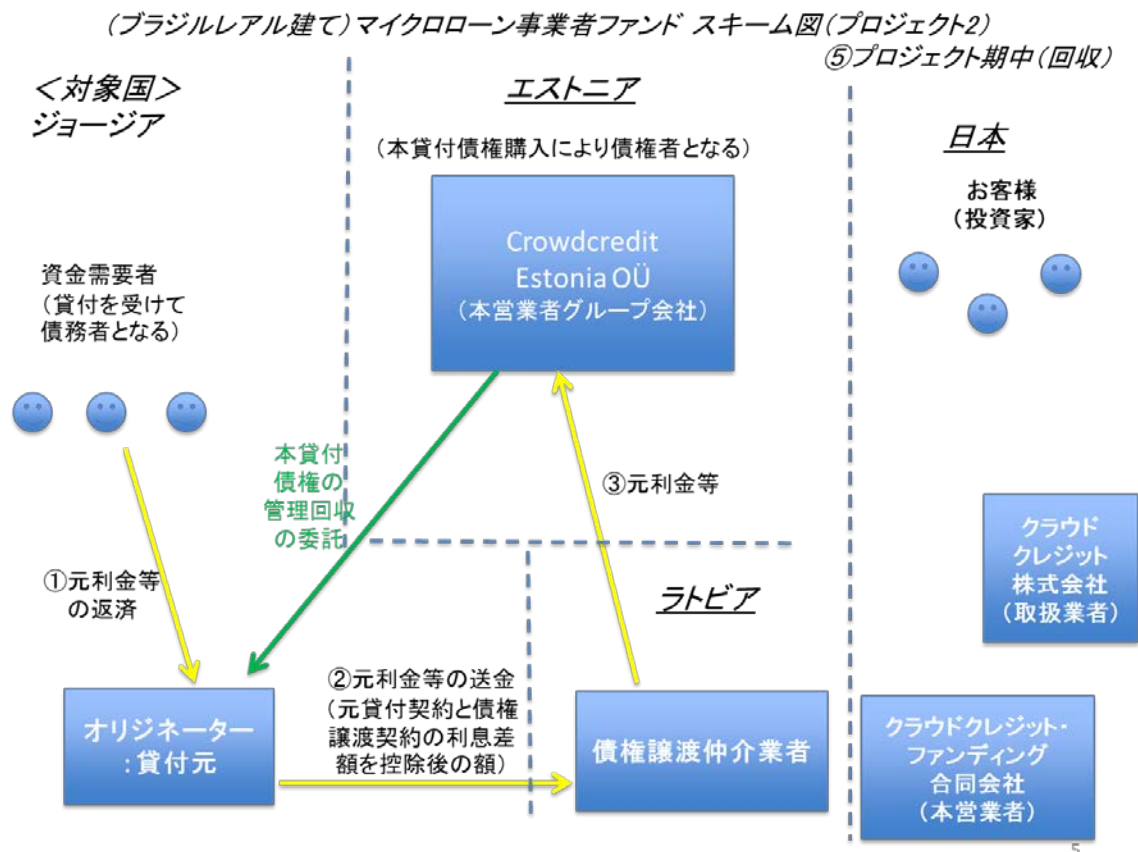 (ブラジルレアル建て)マイクロローン事業者ファンド スキーム図(プロジェクト2)
⑤プロジェクト期中(回収)
<対象国>
ジョージア
エストニア
(本貸付債権購入により債権者となる)
日本
お客様
(投資家)
Crowdcredit
Estonia OÜ
(本営業者グループ会社)
資金需要者
(貸付を受けて
債務者となる)
本貸付
債権の
管理回収
の委託
③元利金等
クラウド
クレジット
株式会社
(取扱業者)
①元利金等
の返済
ラトビア
②元利金等の送金
(元貸付契約と債権
譲渡契約の利息差
額を控除後の額)
オリジネーター
:貸付元
債権譲渡仲介業者
クラウドクレジット・
ファンディング
合同会社
(本営業者)
5